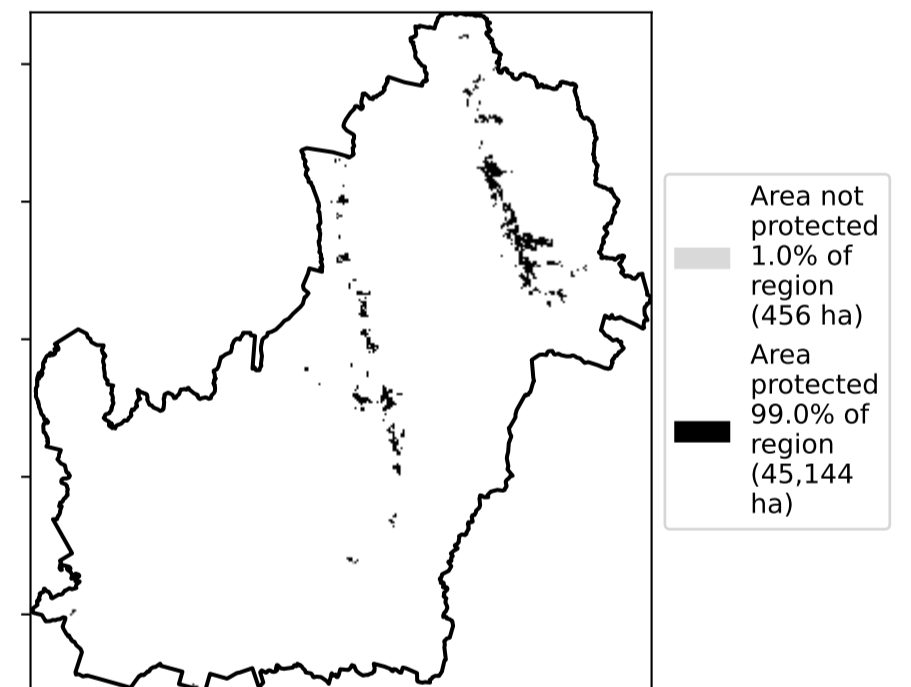 Area not
protected
1.0% of
region
(456 ha)
Area
protected
99.0% of
region
(45,144
ha)